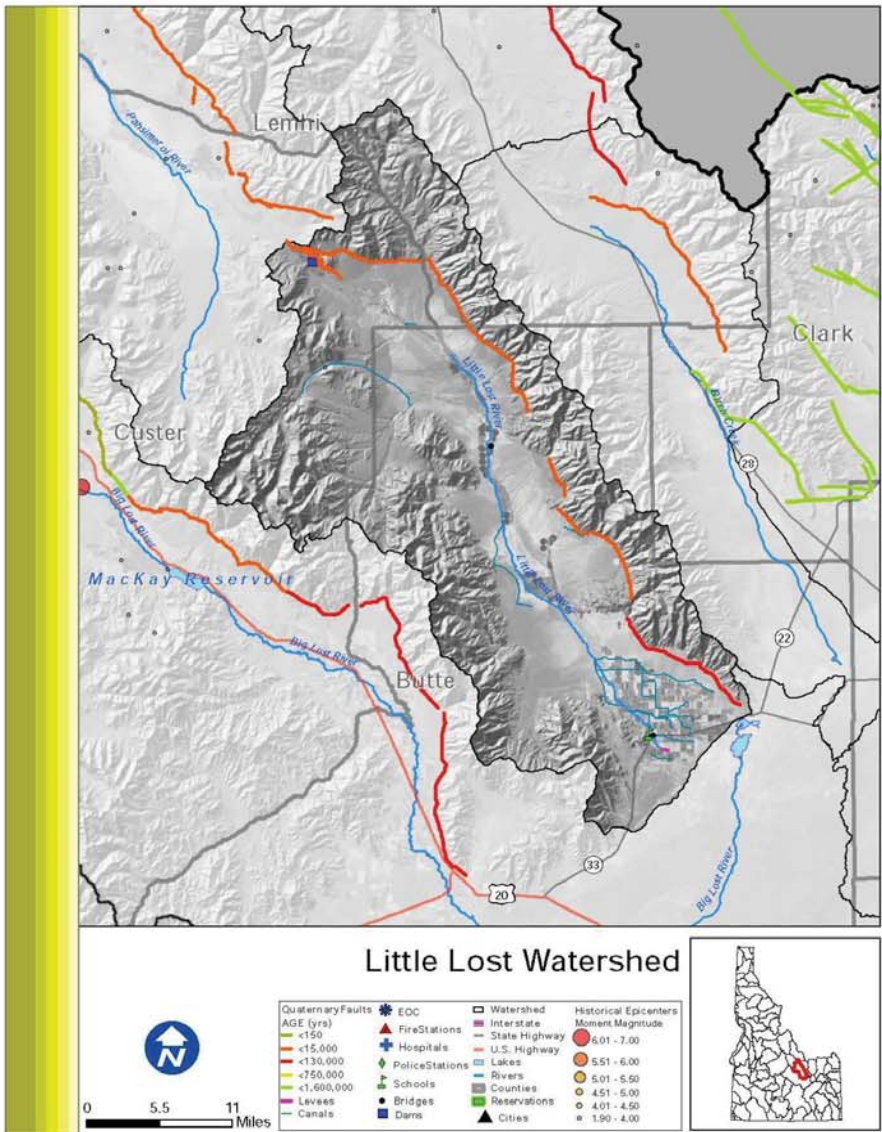 Lemhi
Pahsimeroi River
Clark
Little Lost River
Custer
Birch Creek
28
Big Lost River
MacKay Reservoir
Little Lost River
22
Big Lost River
Butte
33
Big Lost River
20
Little Lost Watershed
Quaternary Faults
AGE (yrs)
<150
<15,000
<130,000
<750,000
<1,600,000
Levees
Canals
EOC
FireStations
Hospitals
PoliceStations
Schools
Bridges
Dams
Watershed
Interstate
State Highway
U.S. Highway
Lakes
Rivers
Counties
Reservations
Cities
Historical Epicenters
Moment Magnitude
6.01 - 7.00
5.51 - 6.00
5.01 - 5.50
4.51 - 5.00
4.01 - 4.50
1.90 - 4.00
N
0 5.5 11
Miles